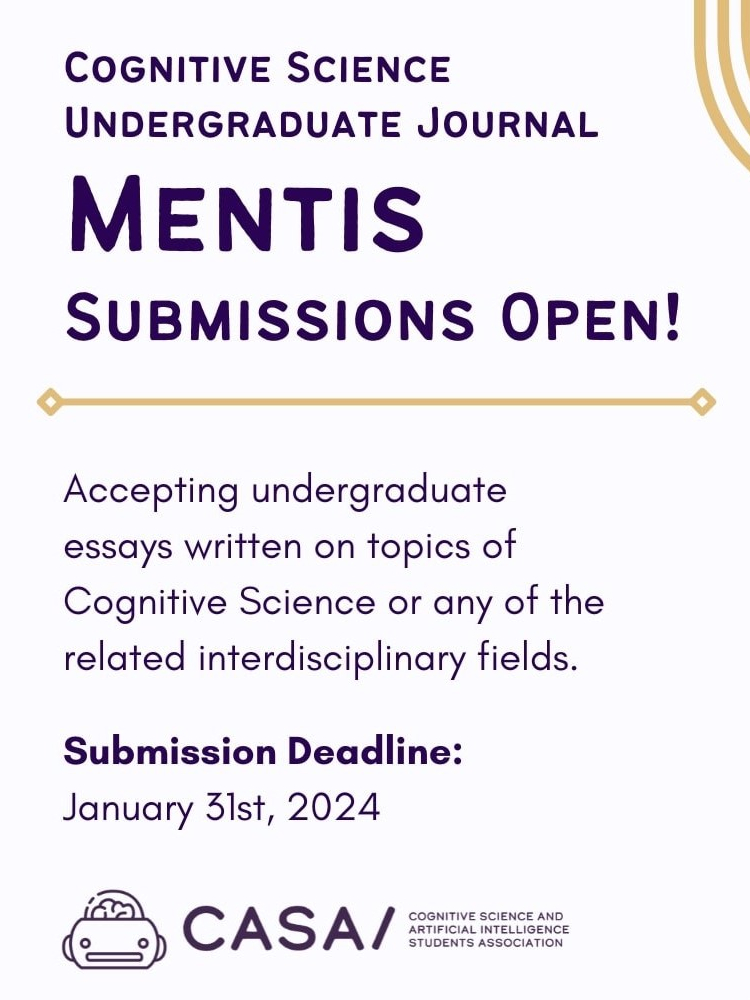 Cognitive Science
Undergraduate Journal
Mentis
Submissions Open!
Accepting undergraduate
essays written on topics of
Cognitive Science or any of the
related interdisciplinary fields.
Submission Deadline:
January 31st, 2024
CASA/
COGNITIVE SCIENCE AND
ARTIFICIAL INTELLIGENCE
STUDENTS ASSOCIATION